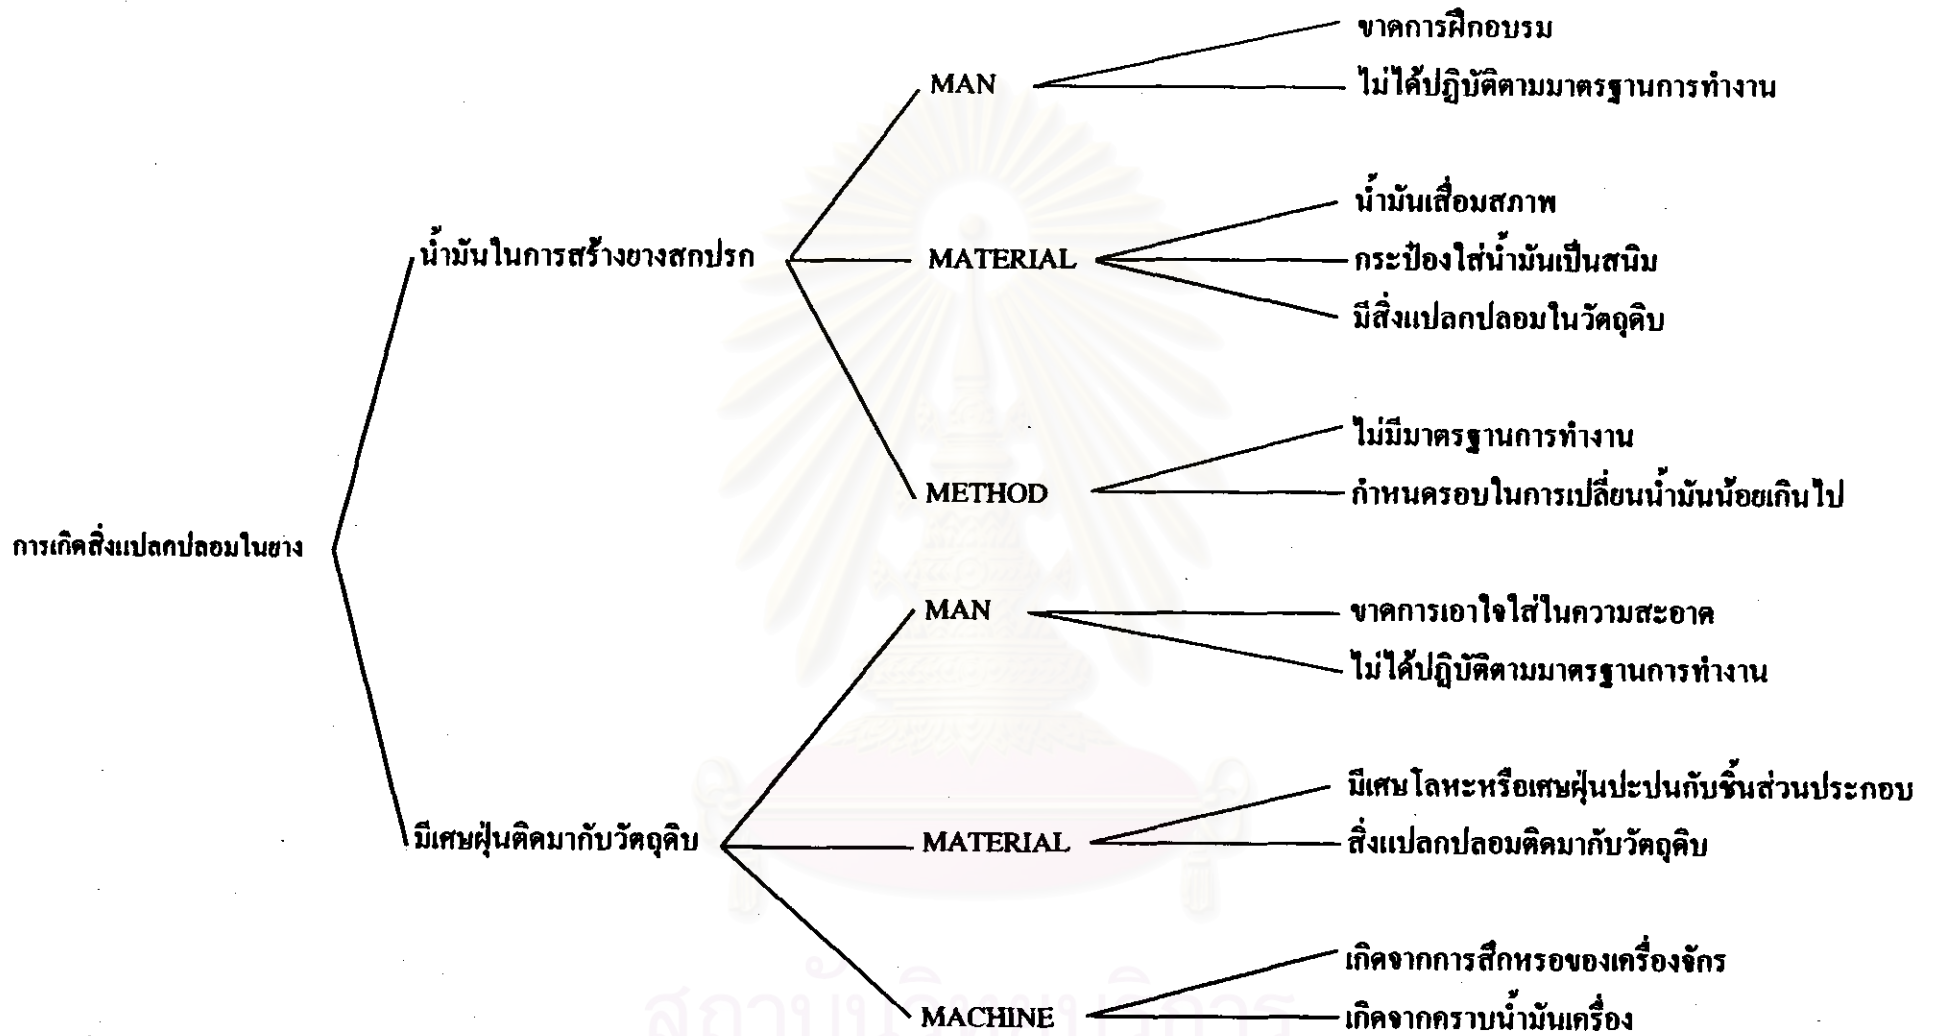 ขาดการฝึกอบรม
MAN
ไม่ได้ปฏิบัติตามมาตรฐานการทำงาน
น้ำมันเสื่อมสภาพ
น้ำมันในการสร้างยางสกปรก
MATERIAL
กระป๋องใส่น้ำมันเป็นสนิม
มีสิ่งแปลกปลอมในวัตถุดิบ
ไม่มีมาตรฐานการทำงาน
METHOD
กำหนดรอบในการเปลี่ยนน้ำมันน้อยเกินไป
การเกิดสิ่งแปลกปลอมในยาง
MAN
ขาดการเอาใจใส่ในความสะอาด
ไม่ได้ปฏิบัติตามมาตรฐานการทำงาน
มีเศษโลหะหรือเศษฝุ่นปะปนกับชิ้นส่วนประกอบ
มีเศษฝุ่นติดมากับวัตถุดิบ
MATERIAL
สิ่งแปลกปลอมติดมากับวัตถุดิบ
เกิดจากการสึกหรอของเครื่องจักร
สถาบันวิทยบริการ
MACHINE
เกิดจากคราบน้ำมันเครื่อง